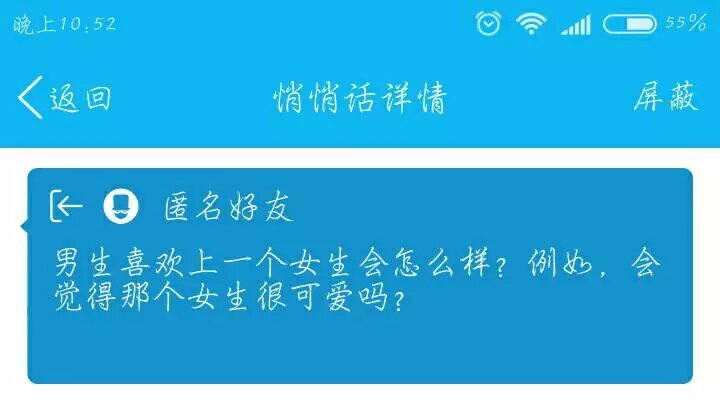 晚上10:52
55%
返回
悄悄话详情
屏蔽
匿名好友
男生喜欢上一个女生会怎么样？例如，会
觉得那个女生很可爱吗？